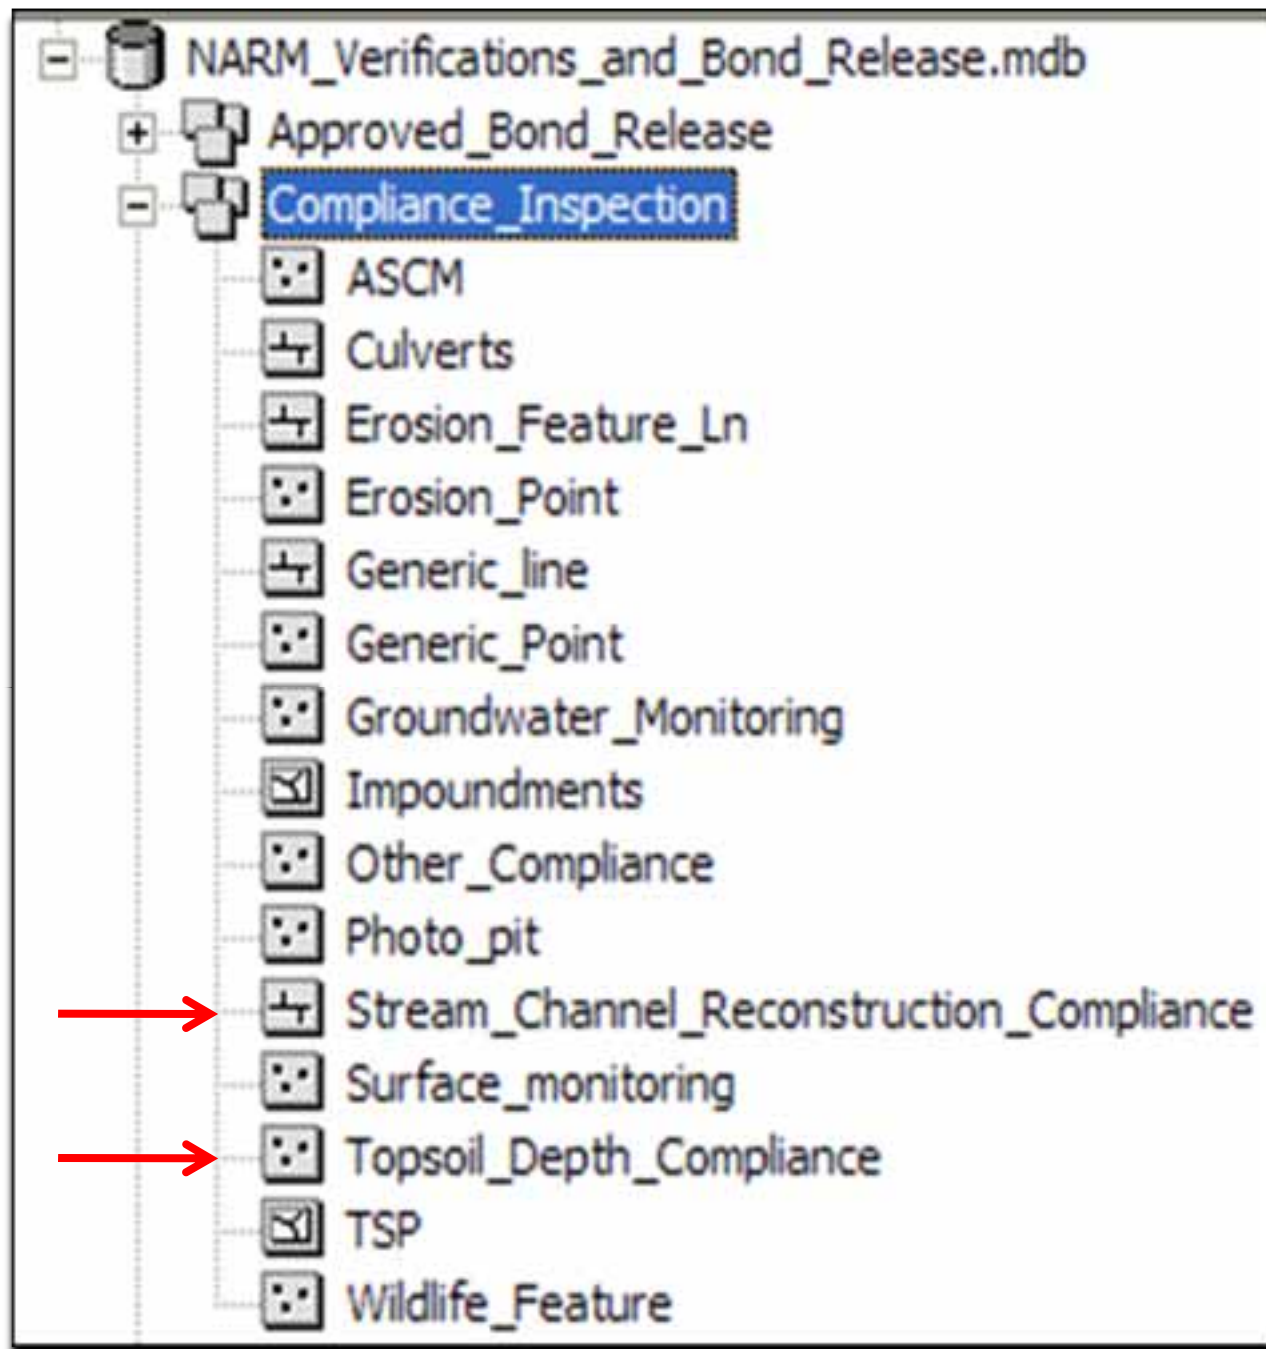 NARM_Verifications_and_Bond_Release.mdb
Approved_Bond_Release
Compliance_Inspection
ASCM
Culverts
Erosion_Feature_Ln
Erosion_Point
Generic_line
Generic_Point
Groundwater_Monitoring
Impoundments
Other_Compliance
Photo_pit
Stream_Channel_Reconstruction_Compliance
Surface_monitoring
Topsoil_Depth_Compliance
TSP
Wildlife_Feature